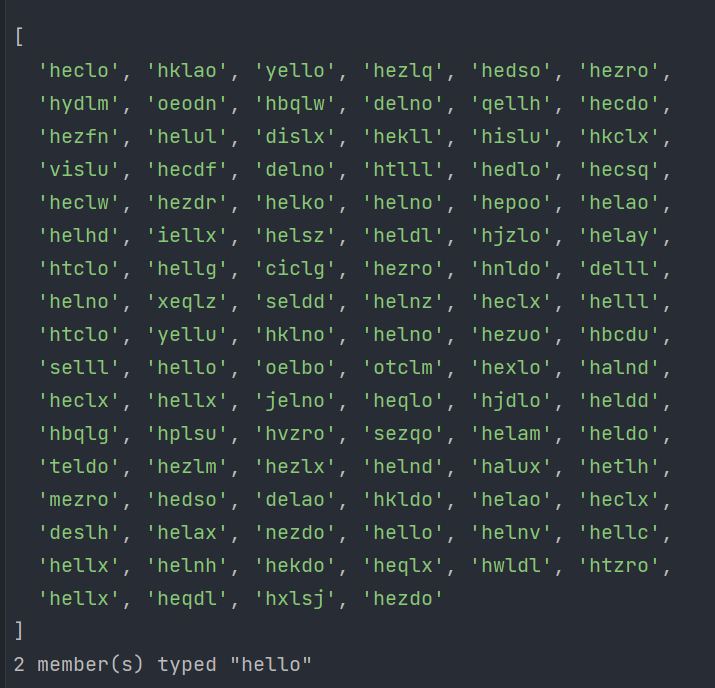 [
'heclo', 'hklao', 'yello', 'hezlq', 'hedso', 'hezro',
'hydlm', 'oeodn', 'hbqlw', 'delno', 'qellh', 'hecdo',
'hezfn', 'helul', 'dislx', 'hekll', 'hislu', 'hkclx',
'vislu', 'hecdf', 'delno', 'htlll', 'hedlo', 'hecsq',
'heclw', 'hezdr', 'helko', 'helno', 'hepoo', 'helao',
'helhd', 'iellx', 'helsz', 'heldl', 'hjzlo', 'helay',
'htclo', 'hellg', 'ciclg', 'hezro', 'hnldo', 'delll',
'helno', 'xeqlz', 'seldd', 'helnz', 'heclx', 'helll',
'htclo', 'yellu', 'hklno', 'helno', 'hezuo', 'hbcdu',
'selll', 'hello', 'oelbo', 'otclm', 'hexlo', 'halnd',
'heclx', 'hellx', 'jelno', 'heqlo', 'hjdlo', 'heldd',
'hbqlg', 'hplsu', 'hvzro', 'sezqo', 'helam', 'heldo',
'teldo', 'hezlm', 'hezlx', 'helnd', 'halux', 'hetlh',
'mezro', 'hedso', 'delao', 'hkldo', 'helao', 'heclx',
'deslh', 'helax', 'nezdo', 'hello', 'helnv', 'hellc',
'hellx', 'helnh', 'hekdo', 'heqlx', 'hwldl', 'htzro',
'hellx', 'heqdl', 'hxlsj', 'hezdo'
]
2 member(s) typed "hello"